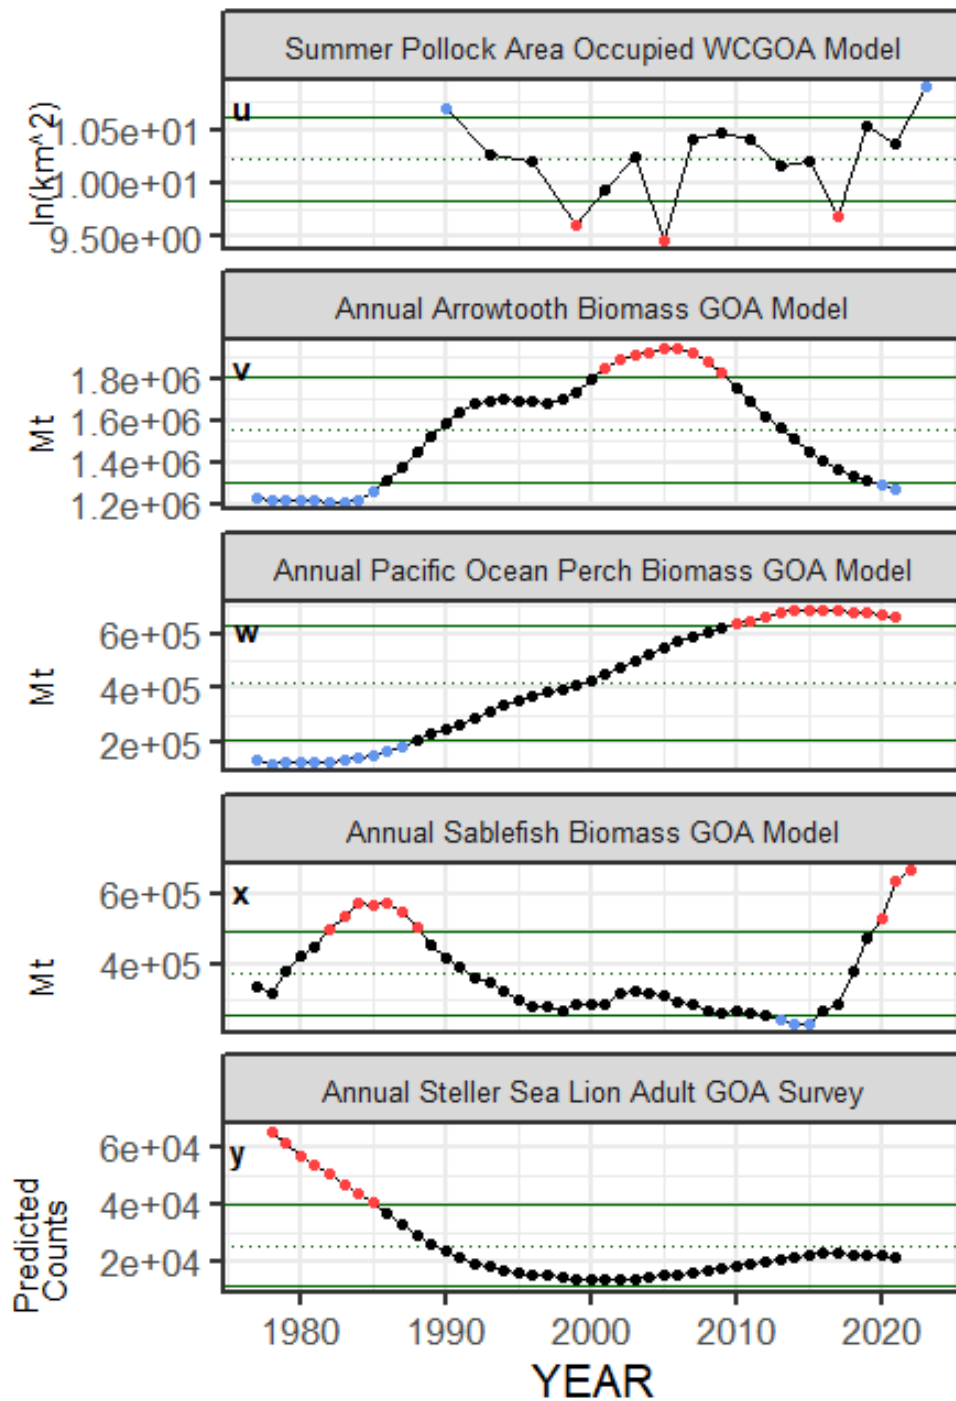 Summer Pollock Area Occupied WCGOA Model
u
ln(km^2)
1.05e+01
1.00e+01
9.50e+00
Annual Arrowtooth Biomass GOA Model
v
Mt
1.8e+06
1.6e+06
1.4e+06
1.2e+06
Annual Pacific Ocean Perch Biomass GOA Model
w
Mt
6e+05
4e+05
2e+05
Annual Sablefish Biomass GOA Model
x
Mt
6e+05
4e+05
Annual Steller Sea Lion Adult GOA Survey
y
Predicted
Counts
6e+04
4e+04
2e+04
1980 1990 2000 2010 2020
YEAR